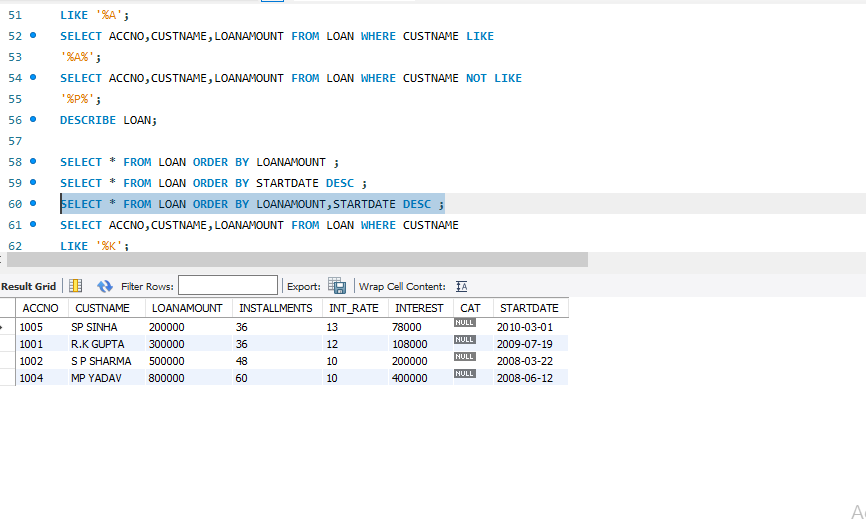 51 LIKE '%A';
52 SELECT ACCNO,CUSTNAME,LOANAMOUNT FROM LOAN WHERE CUSTNAME LIKE
53 '%A%';
54 SELECT ACCNO,CUSTNAME,LOANAMOUNT FROM LOAN WHERE CUSTNAME NOT LIKE
55 '%P%';
56 DESCRIBE LOAN;
57
58 SELECT * FROM LOAN ORDER BY LOANAMOUNT ;
59 SELECT * FROM LOAN ORDER BY STARTDATE DESC ;
60 SELECT * FROM LOAN ORDER BY LOANAMOUNT,STARTDATE DESC ;
61 SELECT ACCNO,CUSTNAME,LOANAMOUNT FROM LOAN WHERE CUSTNAME
62 LIKE '%K';
Result Grid Filter Rows: Export: Wrap Cell Content:
ACCNO CUSTNAME LOANAMOUNT INSTALLMENTS INT_RATE INTEREST CAT STARTDATE
1005 SP SINHA 200000 36 13 78000 NULL 2010-03-01
1001 R.K GUPTA 300000 36 12 108000 NULL 2009-07-19
1002 S P SHARMA 500000 48 10 200000 NULL 2008-03-22
1004 MP YADAV 800000 60 10 400000 NULL 2008-06-12